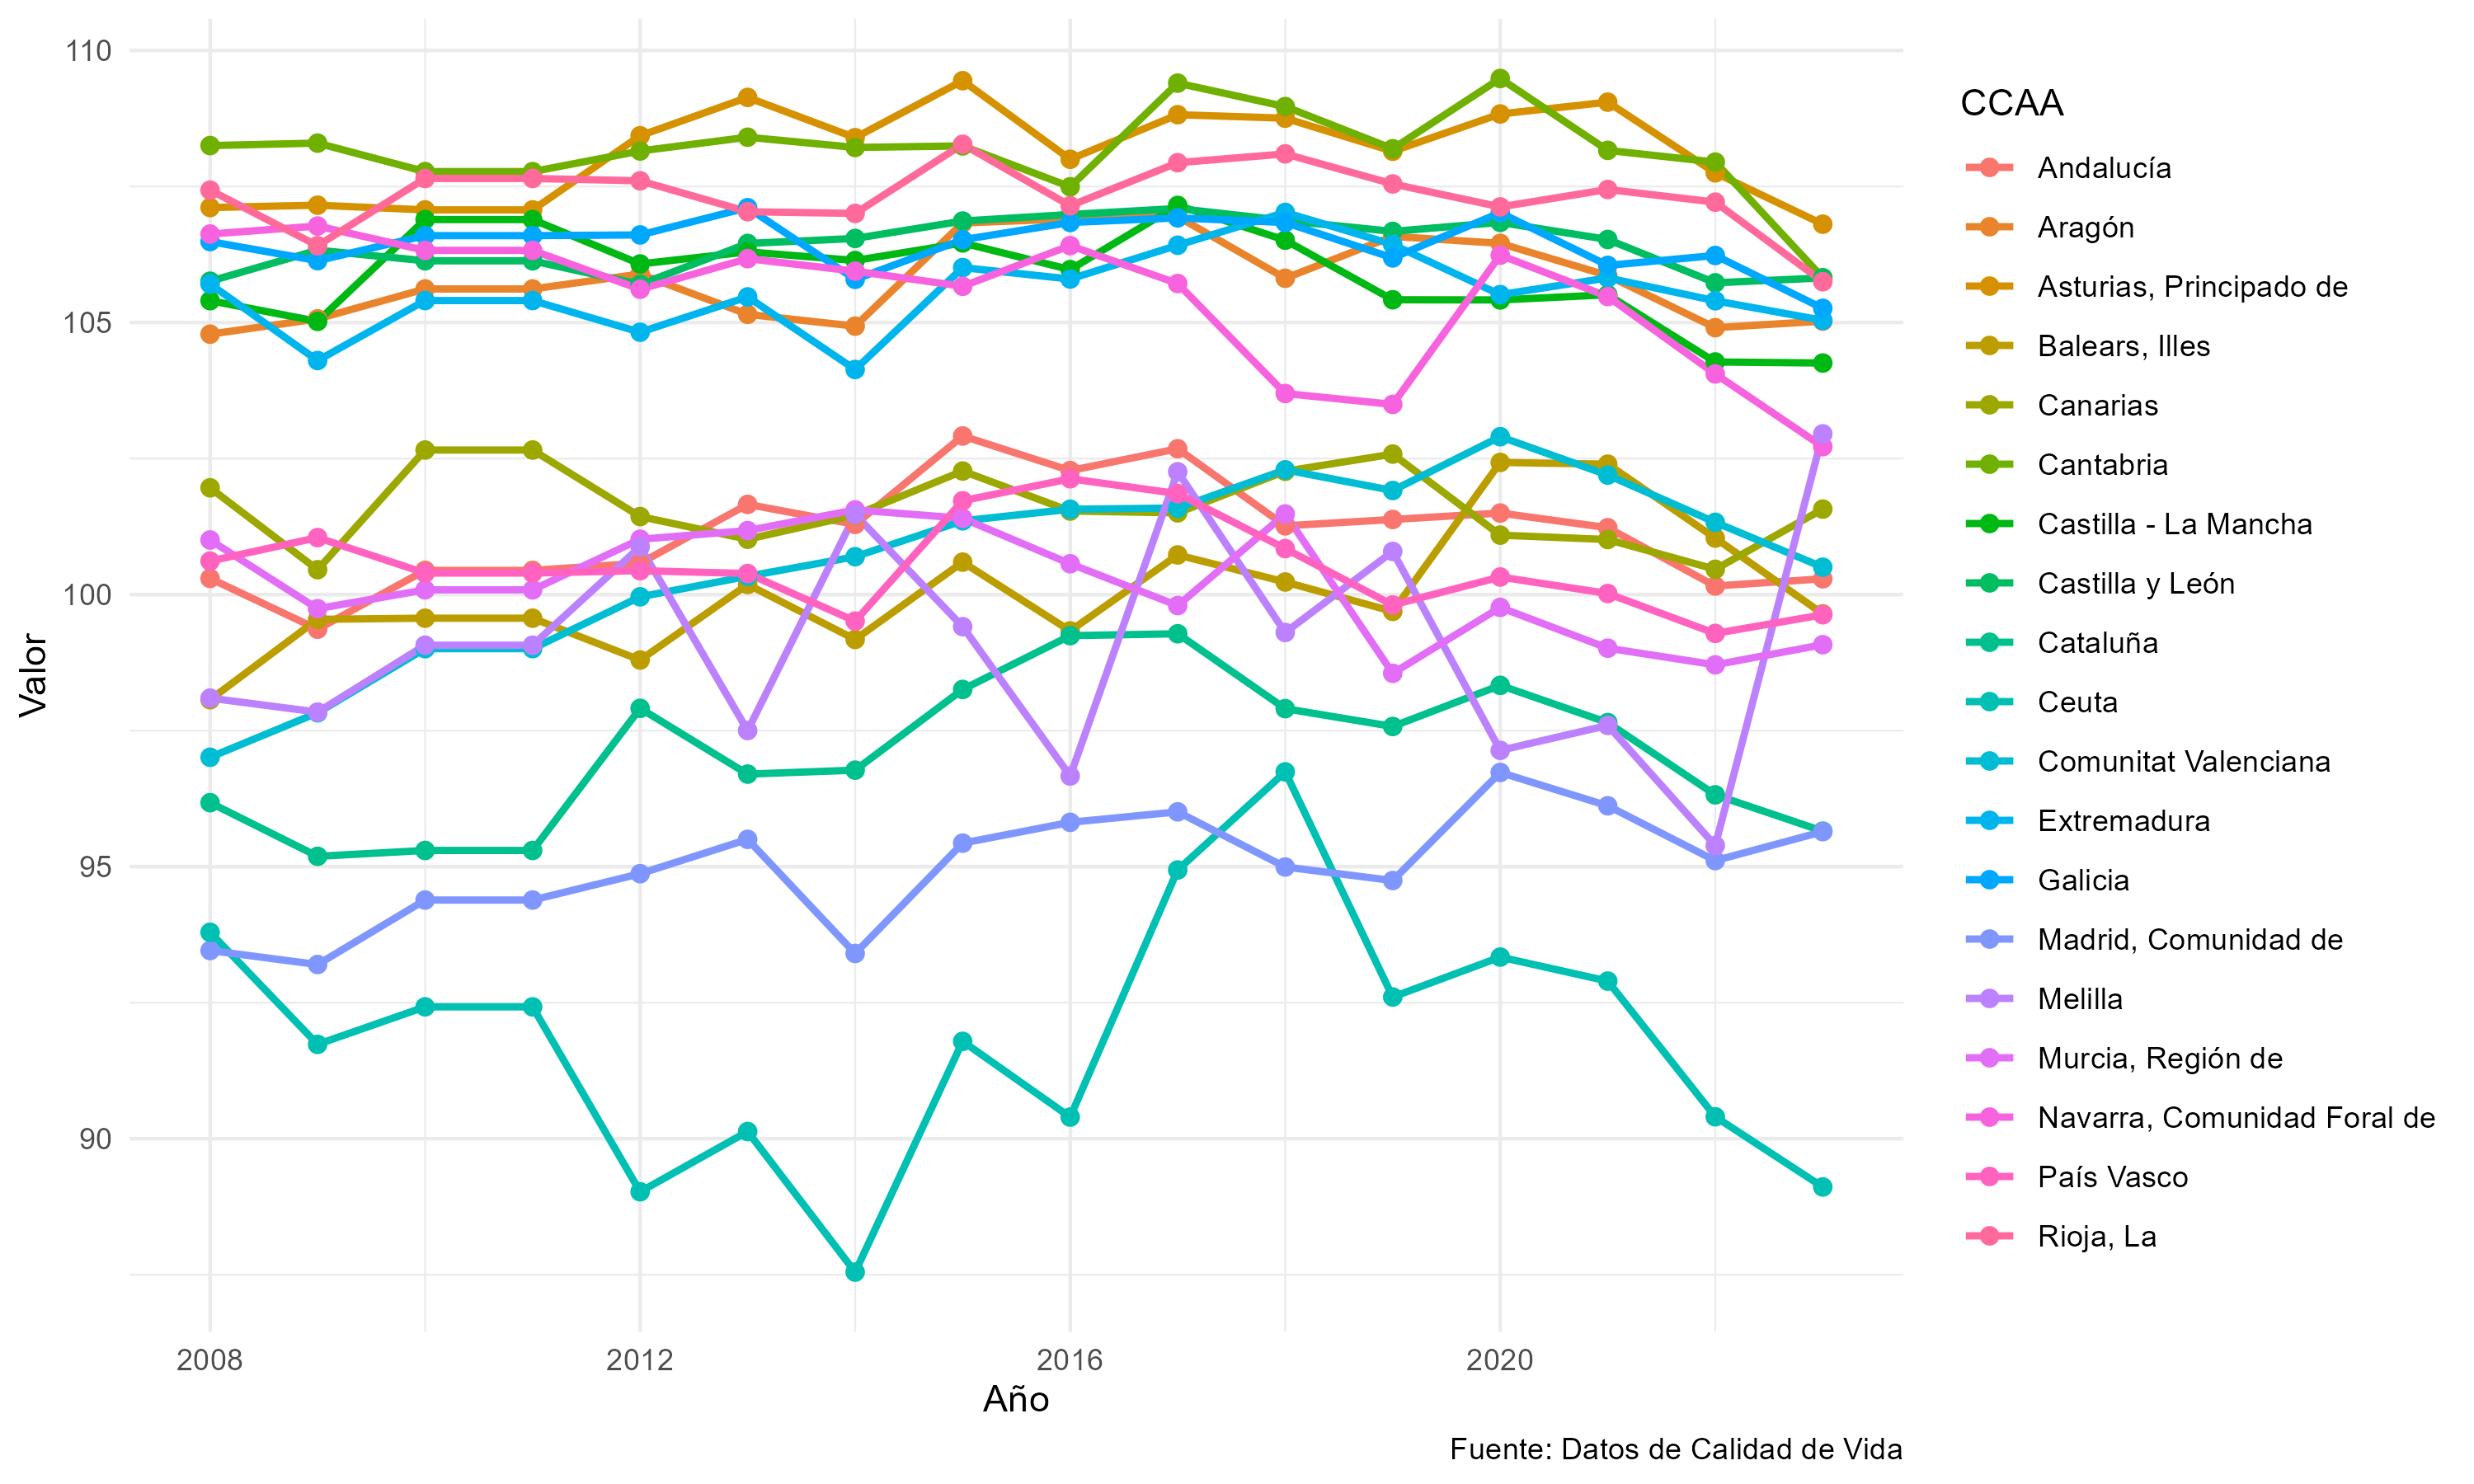 110
105
100
95
90
Valor
2008
2012
2016
2020
Año
Fuente: Datos de Calidad de Vida
CCAA
Andalucía
Aragón
Asturias, Principado de
Balears, Illes
Canarias
Cantabria
Castilla - La Mancha
Castilla y León
Cataluña
Ceuta
Comunitat Valenciana
Extremadura
Galicia
Madrid, Comunidad de
Melilla
Murcia, Región de
Navarra, Comunidad Foral de
País Vasco
Rioja, La